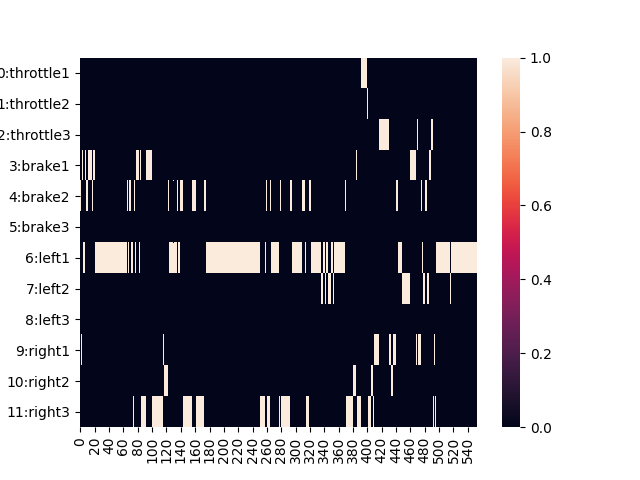 0:throttle1
1:throttle2
2:throttle3
3:brake1
4:brake2
5:brake3
6:left1
7:left2
8:left3
9:right1
10:right2
11:right3
0 20 40 60 80 100 120 140 160 180 200 220 240 260 280 300 320 340 360 380 400 420 440 460 480 500 520 540
1.0
0.8
0.6
0.4
0.2
0.0